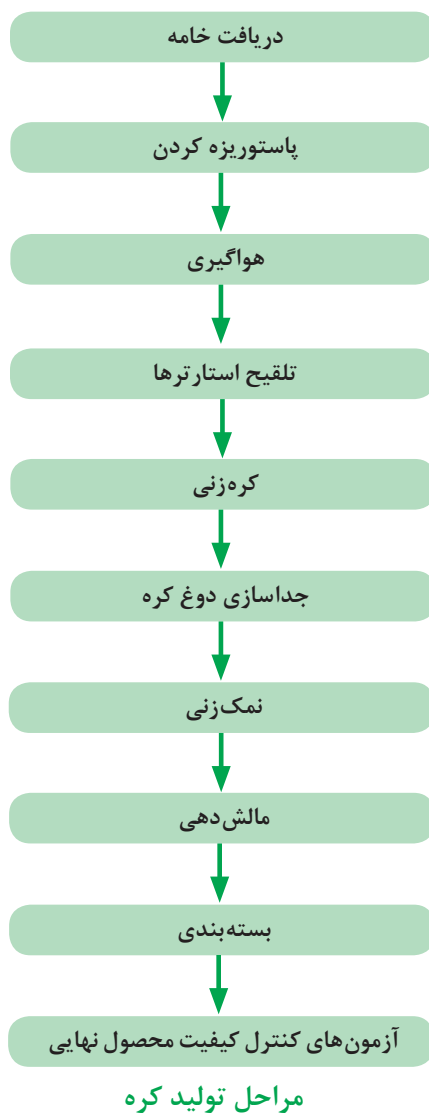 دریافت خامه
پاستوریزه کردن
هواگیری
تلقیح استارترها
کره‌زنی
جداسازی دوغ کره
نمک‌زنی
مالش‌دهی
بسته‌بندی
آزمون‌های کنترل کیفیت محصول نهایی
مراحل تولید کره